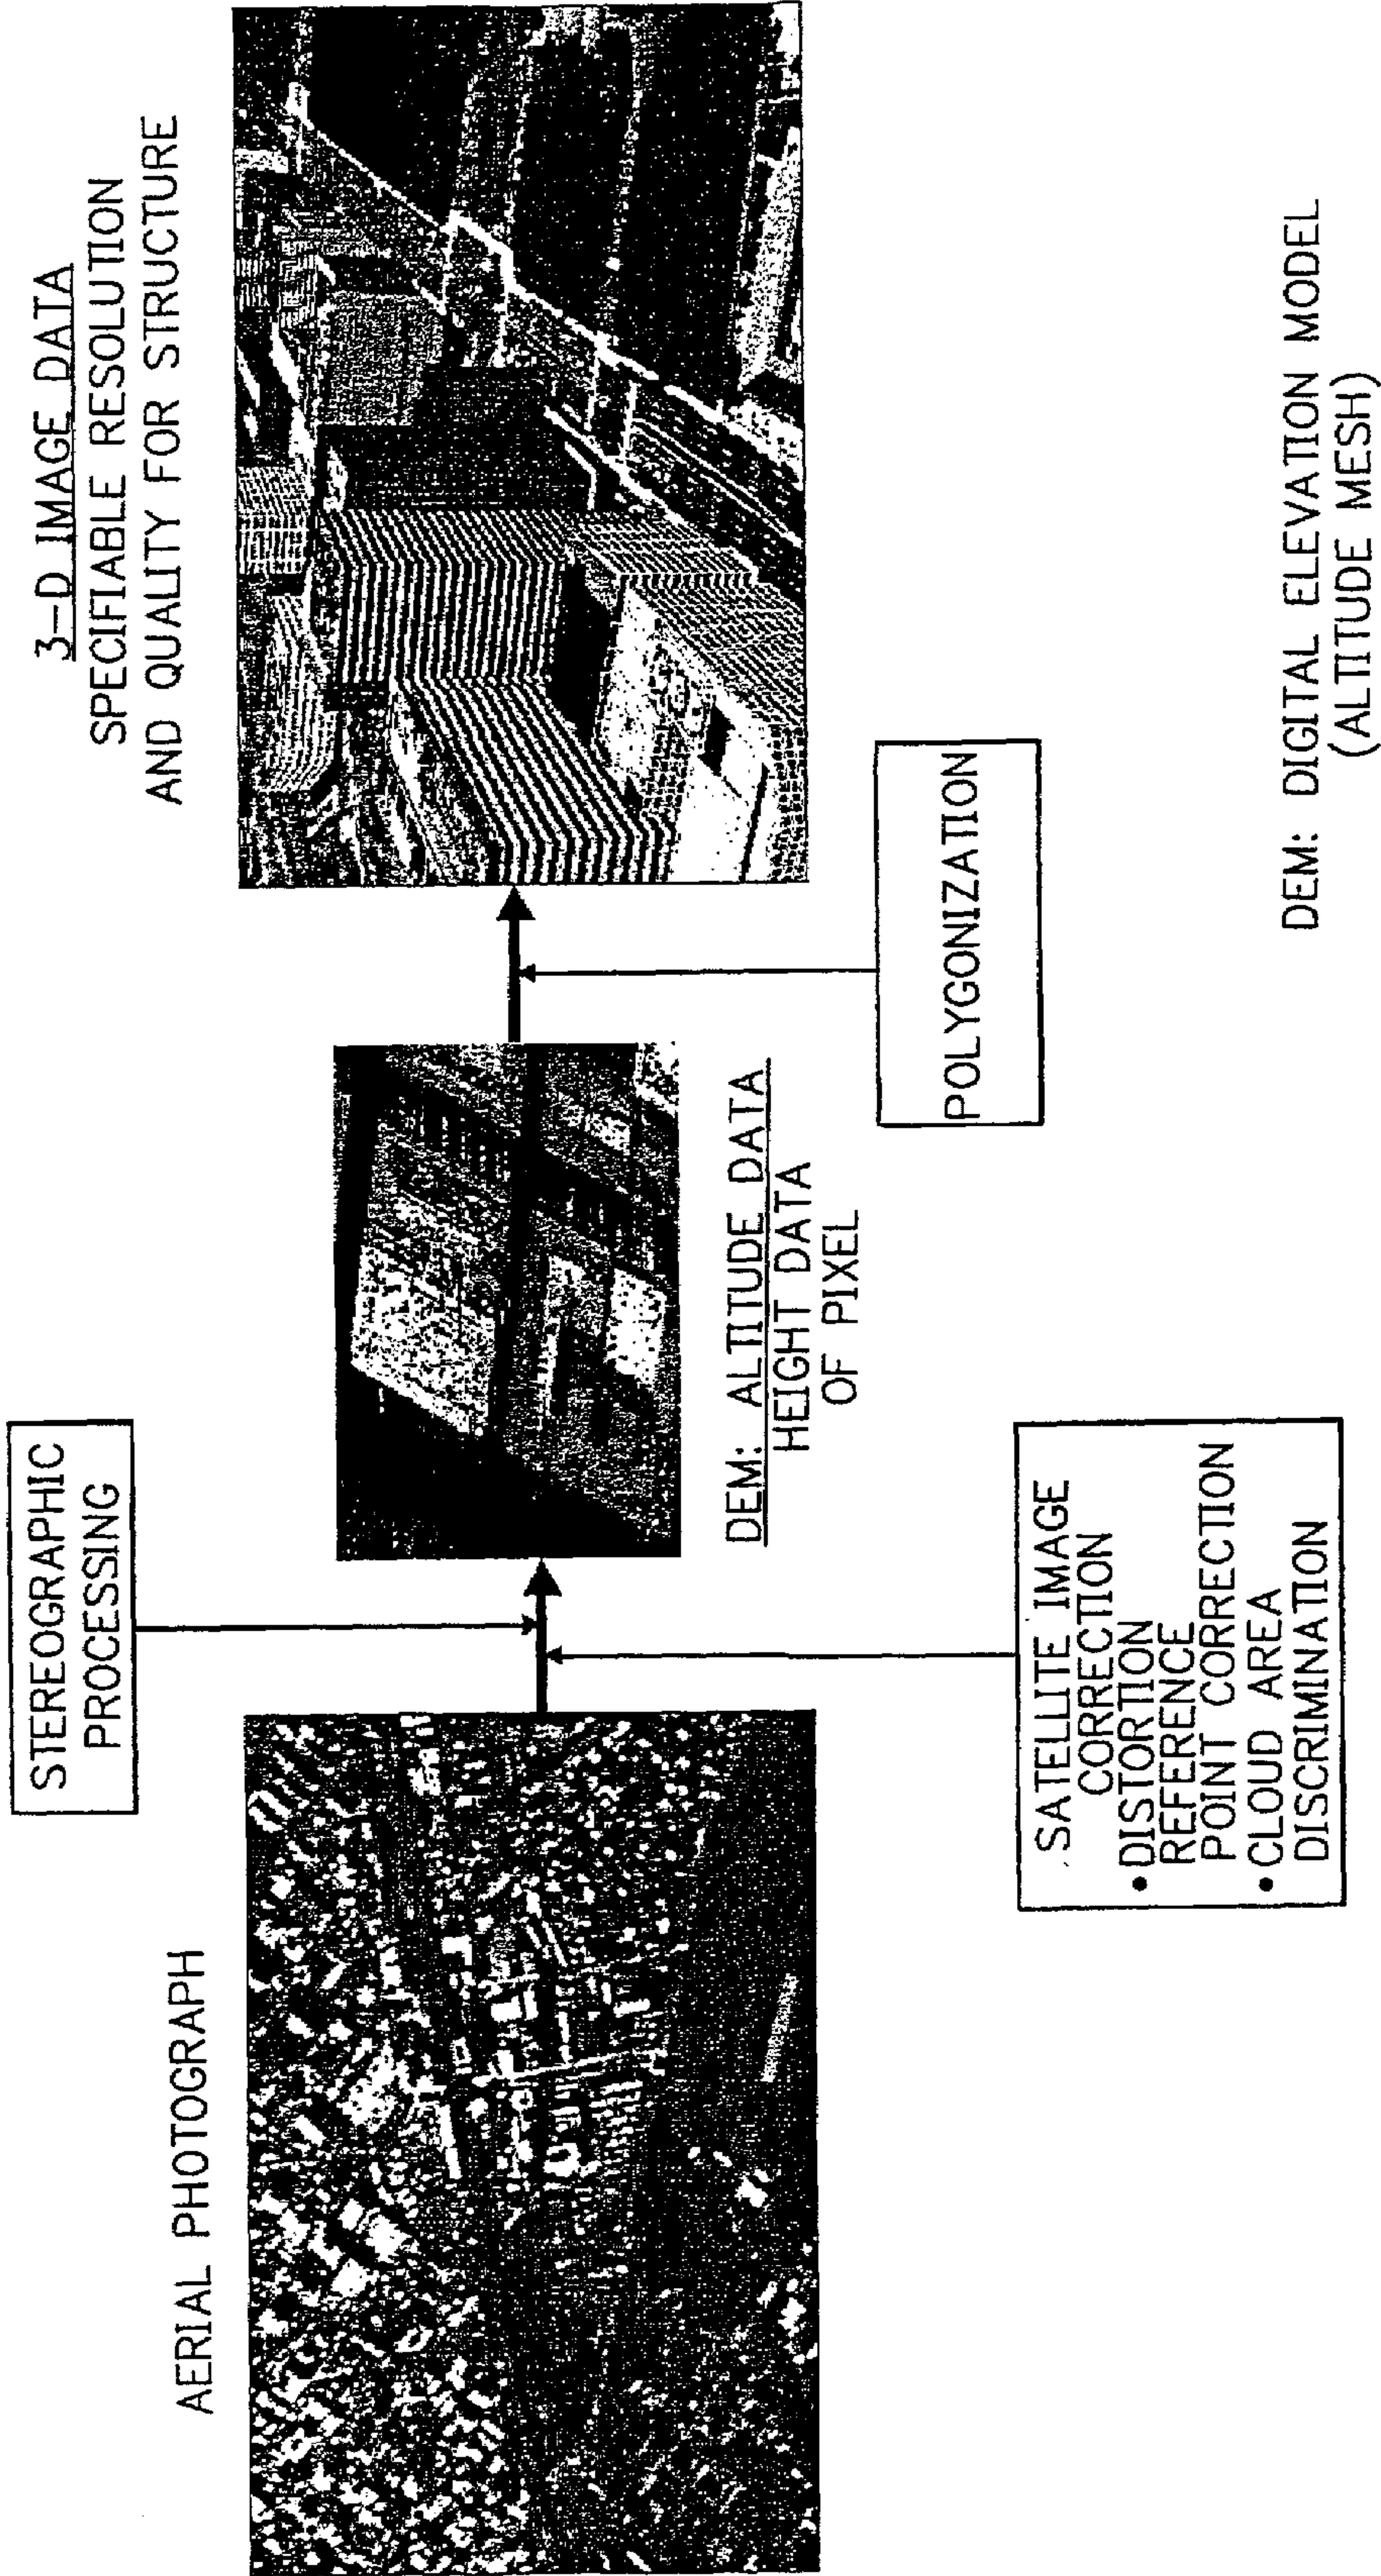 AERIAL PHOTOGRAPH
STEREOGRAPHIC
PROCESSING
SATELLITE IMAGE
CORRECTION
• DISTORTION
REFERENCE
POINT CORRECTION
• CLOUD AREA
DISCRIMINATION
DEM: ALTITUDE DATA
HEIGHT DATA
OF PIXEL
POLYGONIZATION
3-D IMAGE DATA
SPECIFIABLE RESOLUTION
AND QUALITY FOR STRUCTURE
DEM: DIGITAL ELEVATION MODEL
(ALTITUDE MESH)